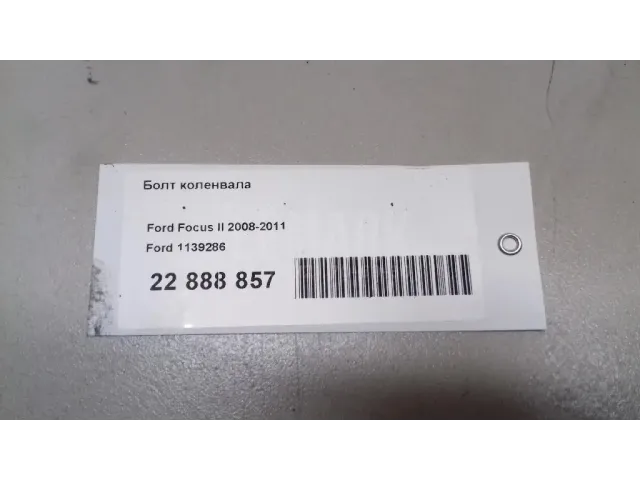 Болт коленвала
Ford Focus II 2008-2011
Ford 1139286
22 888 857